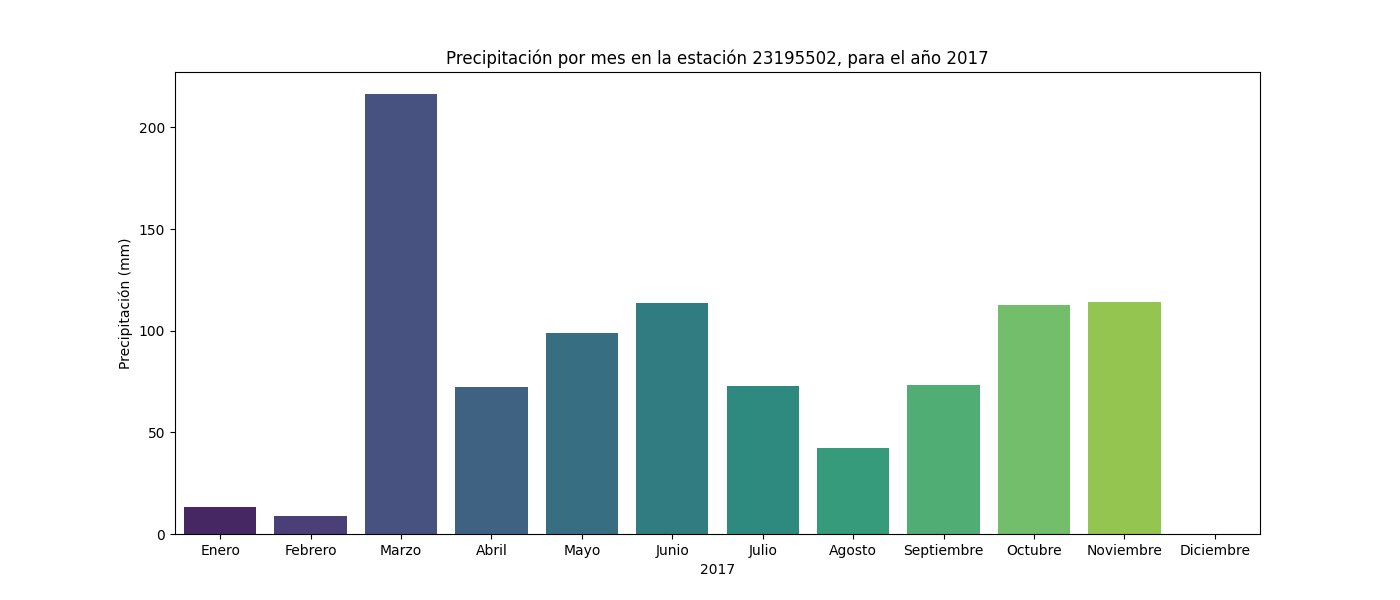 Precipitación por mes en la estación 23195502, para el año 2017
Precipitación (mm)
200
150
100
50
0
Enero Febrero Marzo Abril Mayo Junio Julio Agosto Septiembre Octubre Noviembre Diciembre
2017